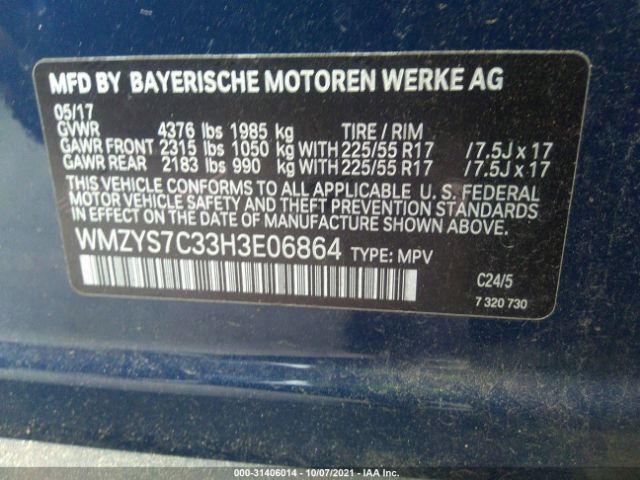 MFD BY BAYERISCHE MOTOREN WERKE AG
05/17
GVWR 4376 lbs 1985 kg TIRE / RIM
GAWR FRONT 2315 lbs 1050 kg WITH 225/55 R17 /7.5J x 17
GAWR REAR 2183 lbs 990 kg WITH 225/55 R17 /7.5J x 17
THIS VEHICLE CONFORMS TO ALL APPLICABLE U. S. FEDERAL
MOTOR VEHICLE SAFETY AND THEFT PREVENTION STANDARDS
IN EFFECT ON THE DATE OF MANUFACTURE SHOWN ABOVE.
WMZYS7C33H3E06864 TYPE: MPV
C24/5
7 320 730
000-31406014 | 10/07/2021 | IAA Inc.